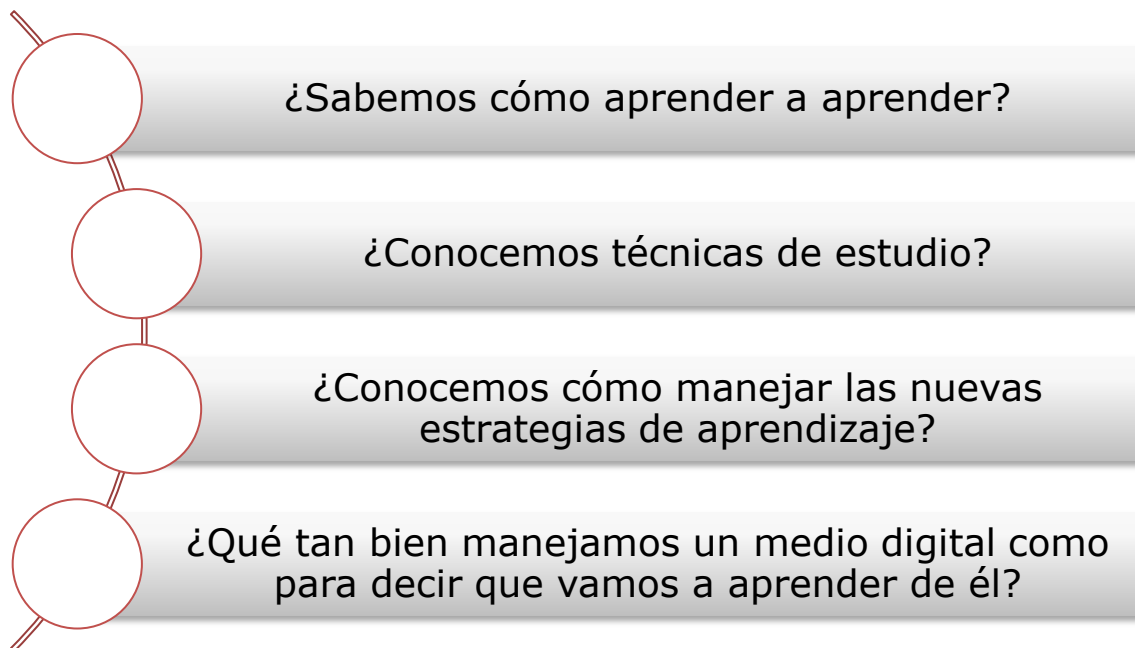 ¿Sabemos cómo aprender a aprender?
¿Conocemos técnicas de estudio?
¿Conocemos cómo manejar las nuevas
estrategias de aprendizaje?
¿Qué tan bien manejamos un medio digital como
para decir que vamos a aprender de él?